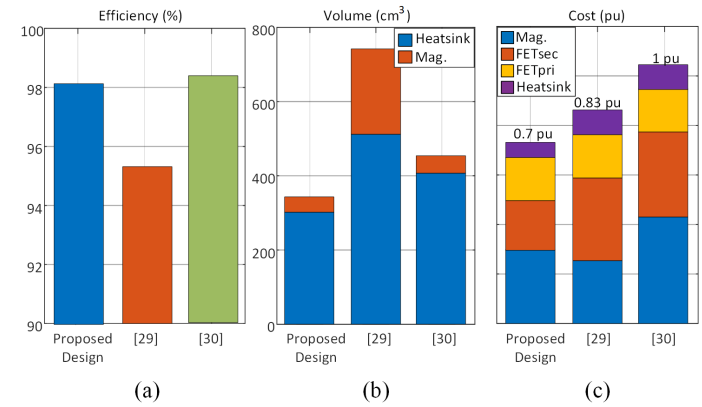 Efficiency (%)
100
98
96
94
92
90
Proposed
Design
[29]
[30]
(a)
Volume (cm³)
800
600
400
200
0
Heatsink
Mag.
Proposed
Design
[29]
[30]
(b)
Cost (pu)
Mag.
FETsec
FETpri
Heatsink
0.7 pu
0.83 pu
1 pu
Proposed
Design
[29]
[30]
(c)